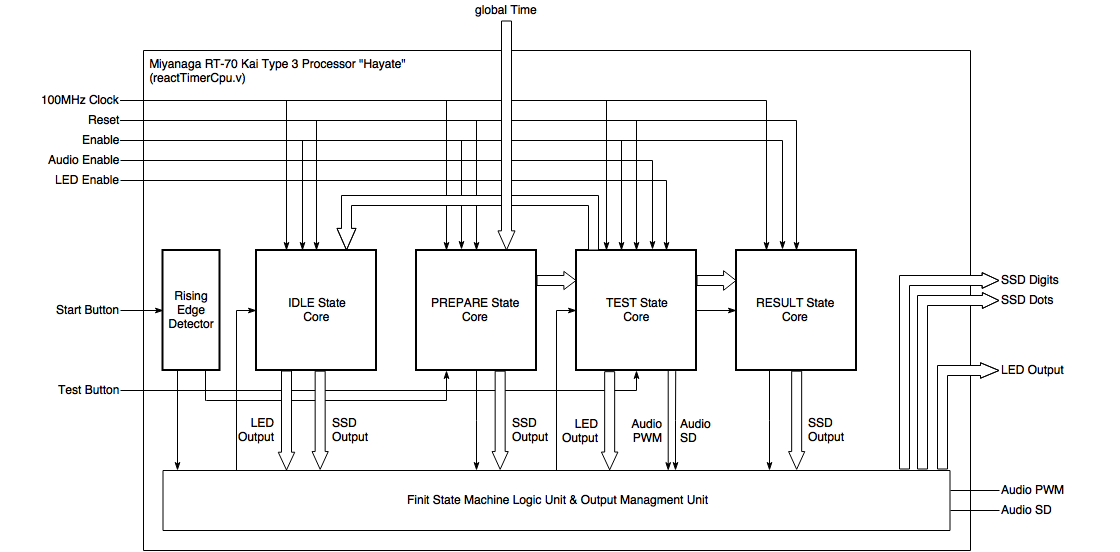 global Time
Miyanaga RT-70 Kai Type 3 Processor "Hayate"
(reactTimerCpu.v)
100MHz Clock
Reset
Enable
Audio Enable
LED Enable
Rising
Edge
Detector
IDLE State
Core
PREPARE State
Core
TEST State
Core
RESULT State
Core
SSD Digits
SSD Dots
Start Button
LED Output
Test Button
LED
Output
SSD
Output
SSD
Output
LED
Output
Audio
PWM
Audio
SD
SSD
Output
Finit State Machine Logic Unit & Output Managment Unit
Audio PWM
Audio SD